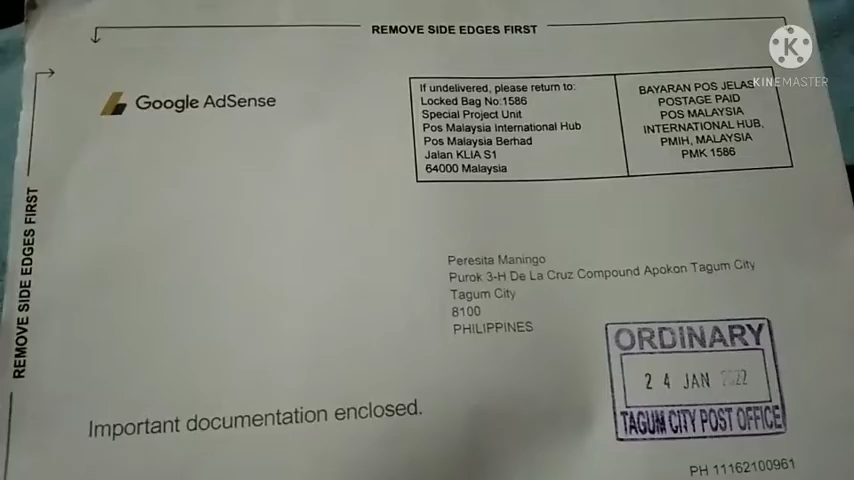 REMOVE SIDE EDGES FIRST
K
KINEMASTER
Google AdSense
If undelivered, please return to:
Locked Bag No:1586
Special Project Unit
Pos Malaysia International Hub
Pos Malaysia Berhad
Jalan KLIA S1
64000 Malaysia
BAYARAN POS JELAS
POSTAGE PAID
POS MALAYSIA
INTERNATIONAL HUB,
PMIH, MALAYSIA
PMK 1586
REMOVE SIDE EDGES FIRST
Peresita Maningo
Purok 3-H De La Cruz Compound Apokon Tagum City
Tagum City
8100
PHILIPPINES
ORDINARY
24 JAN 2022
TAGUM CITY POST OFFICE
Important documentation enclosed.
PH 11162100961